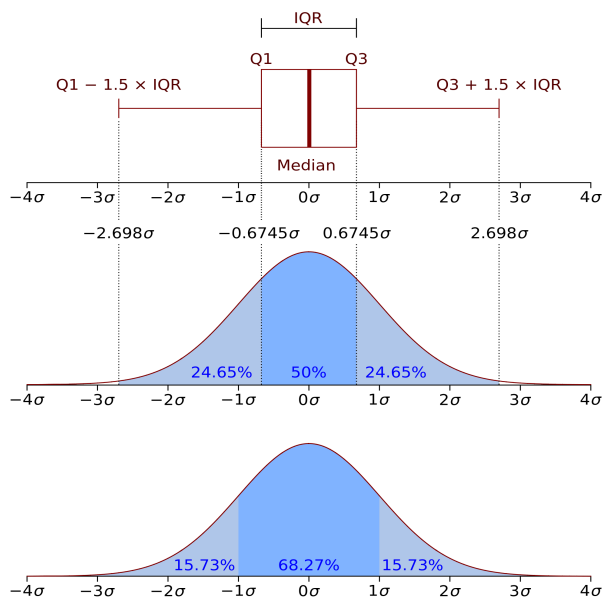 IQR
Q1 Q3
Q1 − 1.5 × IQR Q3 + 1.5 × IQR
Median
−4σ −3σ −2σ −1σ 0σ 1σ 2σ 3σ 4σ
−2.698σ −0.6745σ 0.6745σ 2.698σ
24.65% 50% 24.65%
−4σ −3σ −2σ −1σ 0σ 1σ 2σ 3σ 4σ
15.73% 68.27% 15.73%
−4σ −3σ −2σ −1σ 0σ 1σ 2σ 3σ 4σ